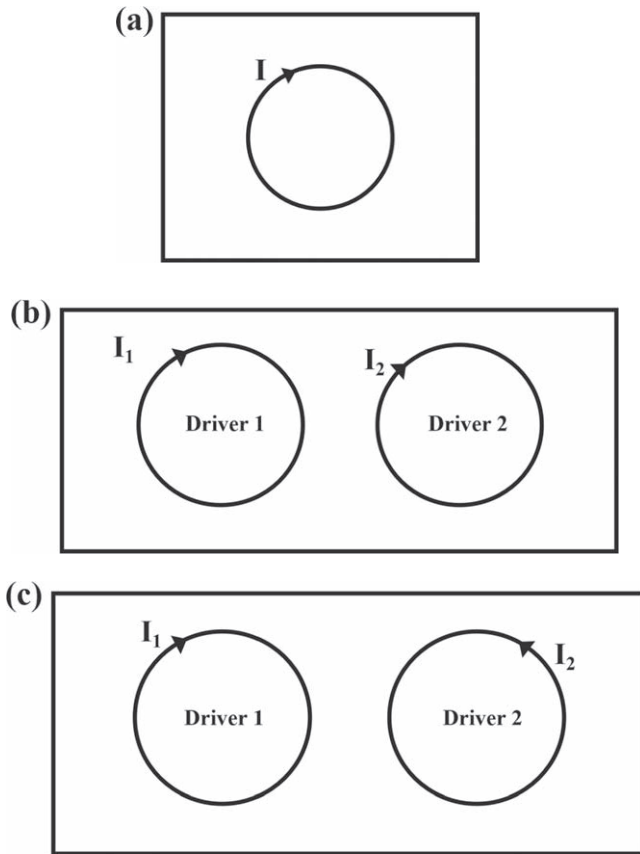 (a)
I
(b)
I₁
I₂
Driver 1
Driver 2
(c)
I₁
I₂
Driver 1
Driver 2